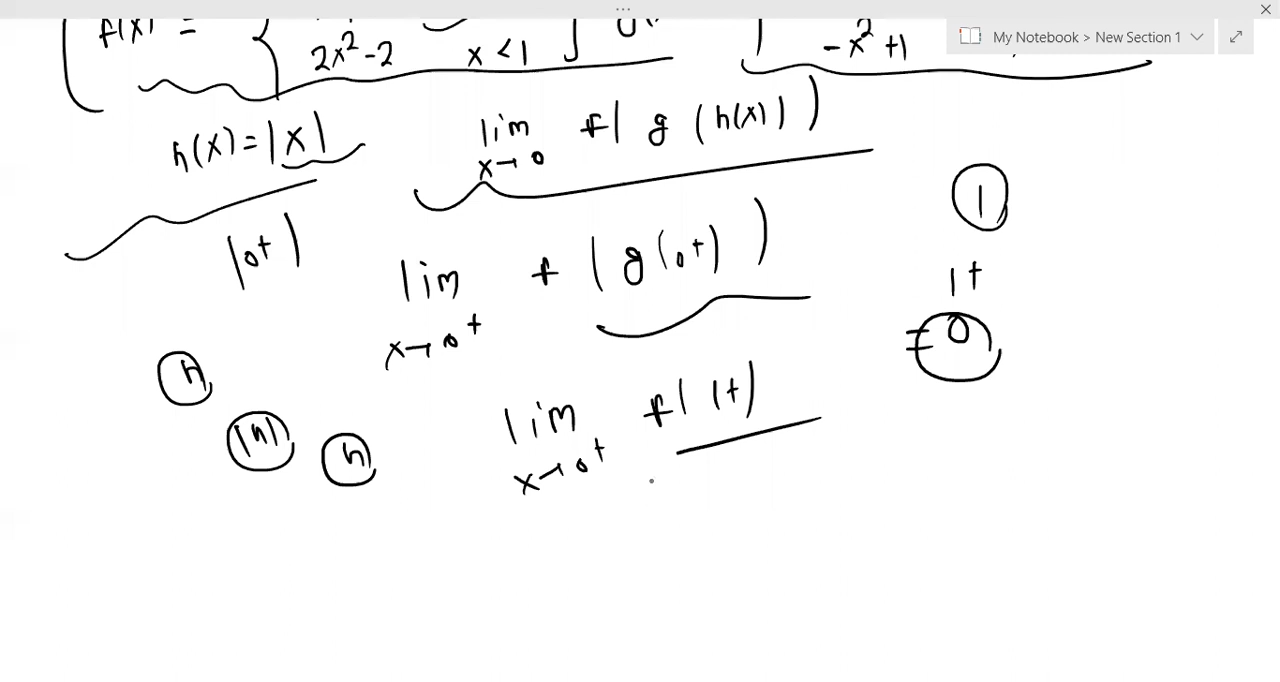 My Notebook > New Section 1
f(x) =
2x² -2 x < 1
-x² +1
h(x) = |x|
lim f( g (h(x)) )
x→0
1
|0+|
lim f (g(0+))
x→0+
1+
= 0
h
|h|
h
lim f( 1+)
x→0+